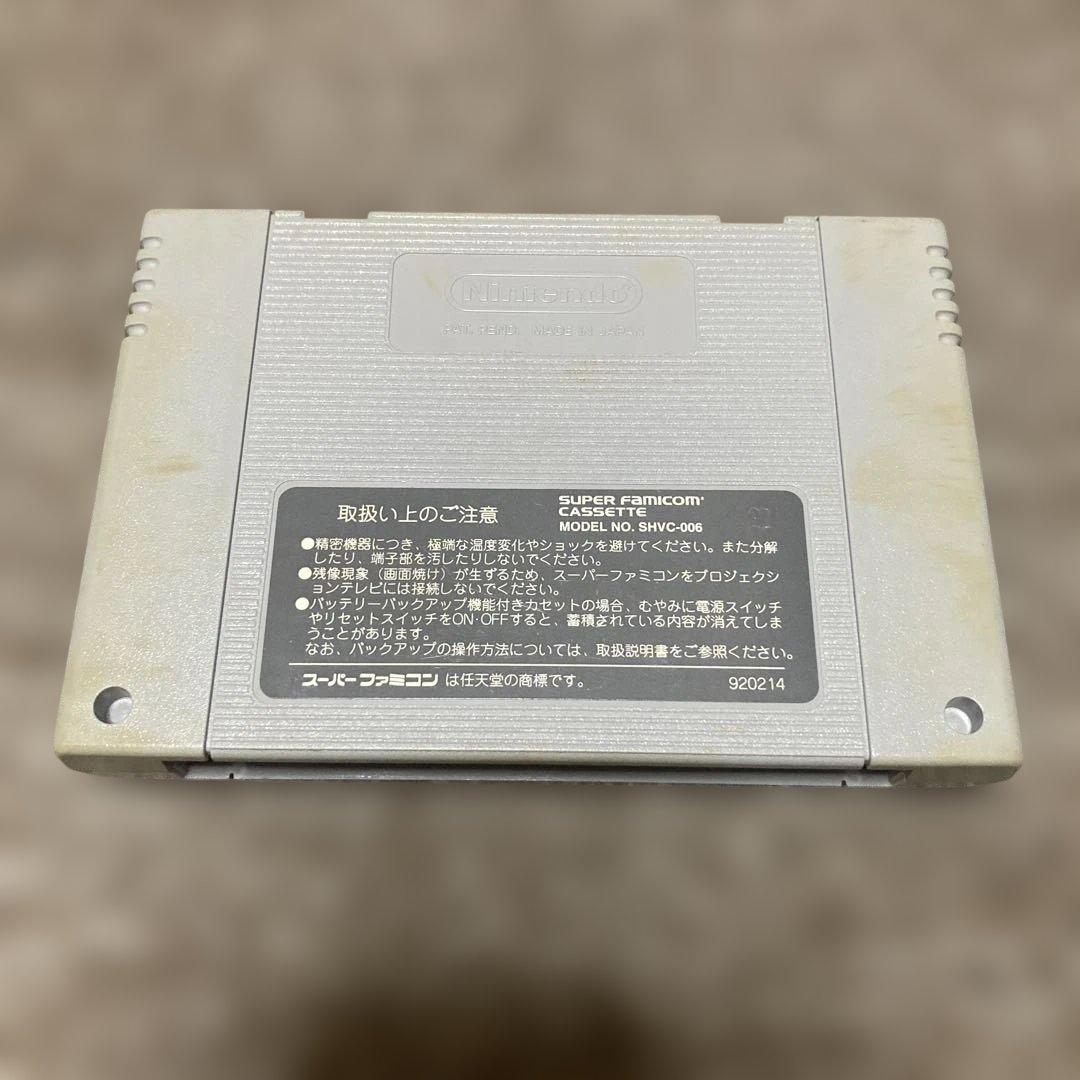 Nintendo®
PAT. PEND. MADE IN JAPAN
取扱い上のご注意
SUPER FAMICOM®
CASSETTE
MODEL NO. SHVC-006
●精密機器につき、極端な温度変化やショックを避けてください。また分解
したり、端子部を汚したりしないでください。
●残像現象（画面焼け）が生ずるため、スーパーファミコンをプロジェクシ
ョンテレビには接続しないでください。
●バッテリーバックアップ機能付きカセットの場合、むやみに電源スイッチ
やリセットスイッチをON・OFFすると、蓄積されている内容が消えてしま
うことがあります。
なお、バックアップの操作方法については、取扱説明書をご参照ください。
スーパーファミコン は任天堂の商標です。
920214